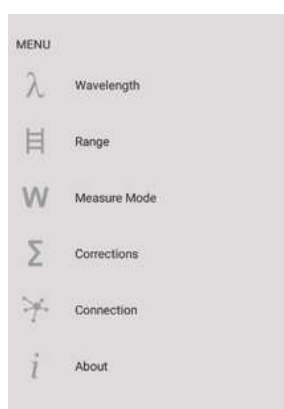 MENU
λ Wavelength
Range
W Measure Mode
Σ Corrections
Connection
i About